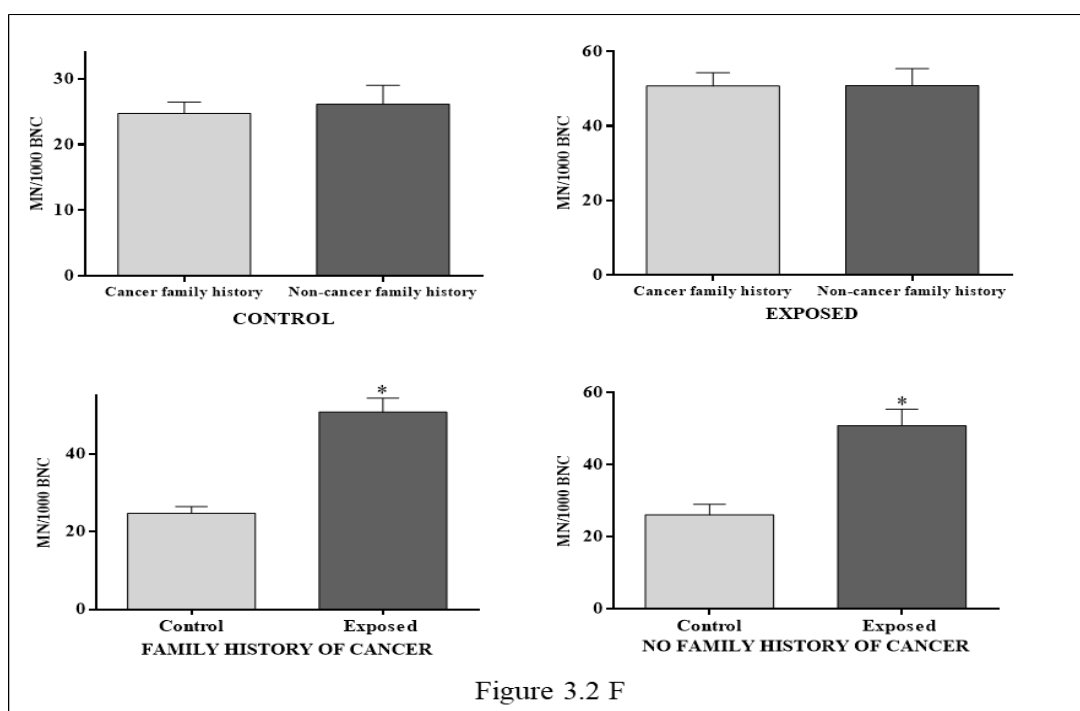 MN/1000 BNC
30
20
10
0
Cancer family history Non-cancer family history
CONTROL
MN/1000 BNC
60
40
20
0
Cancer family history Non-cancer family history
EXPOSED
MN/1000 BNC
40
20
0
*
Control Exposed
FAMILY HISTORY OF CANCER
MN/1000 BNC
60
40
20
0
*
Control Exposed
NO FAMILY HISTORY OF CANCER
Figure 3.2 F